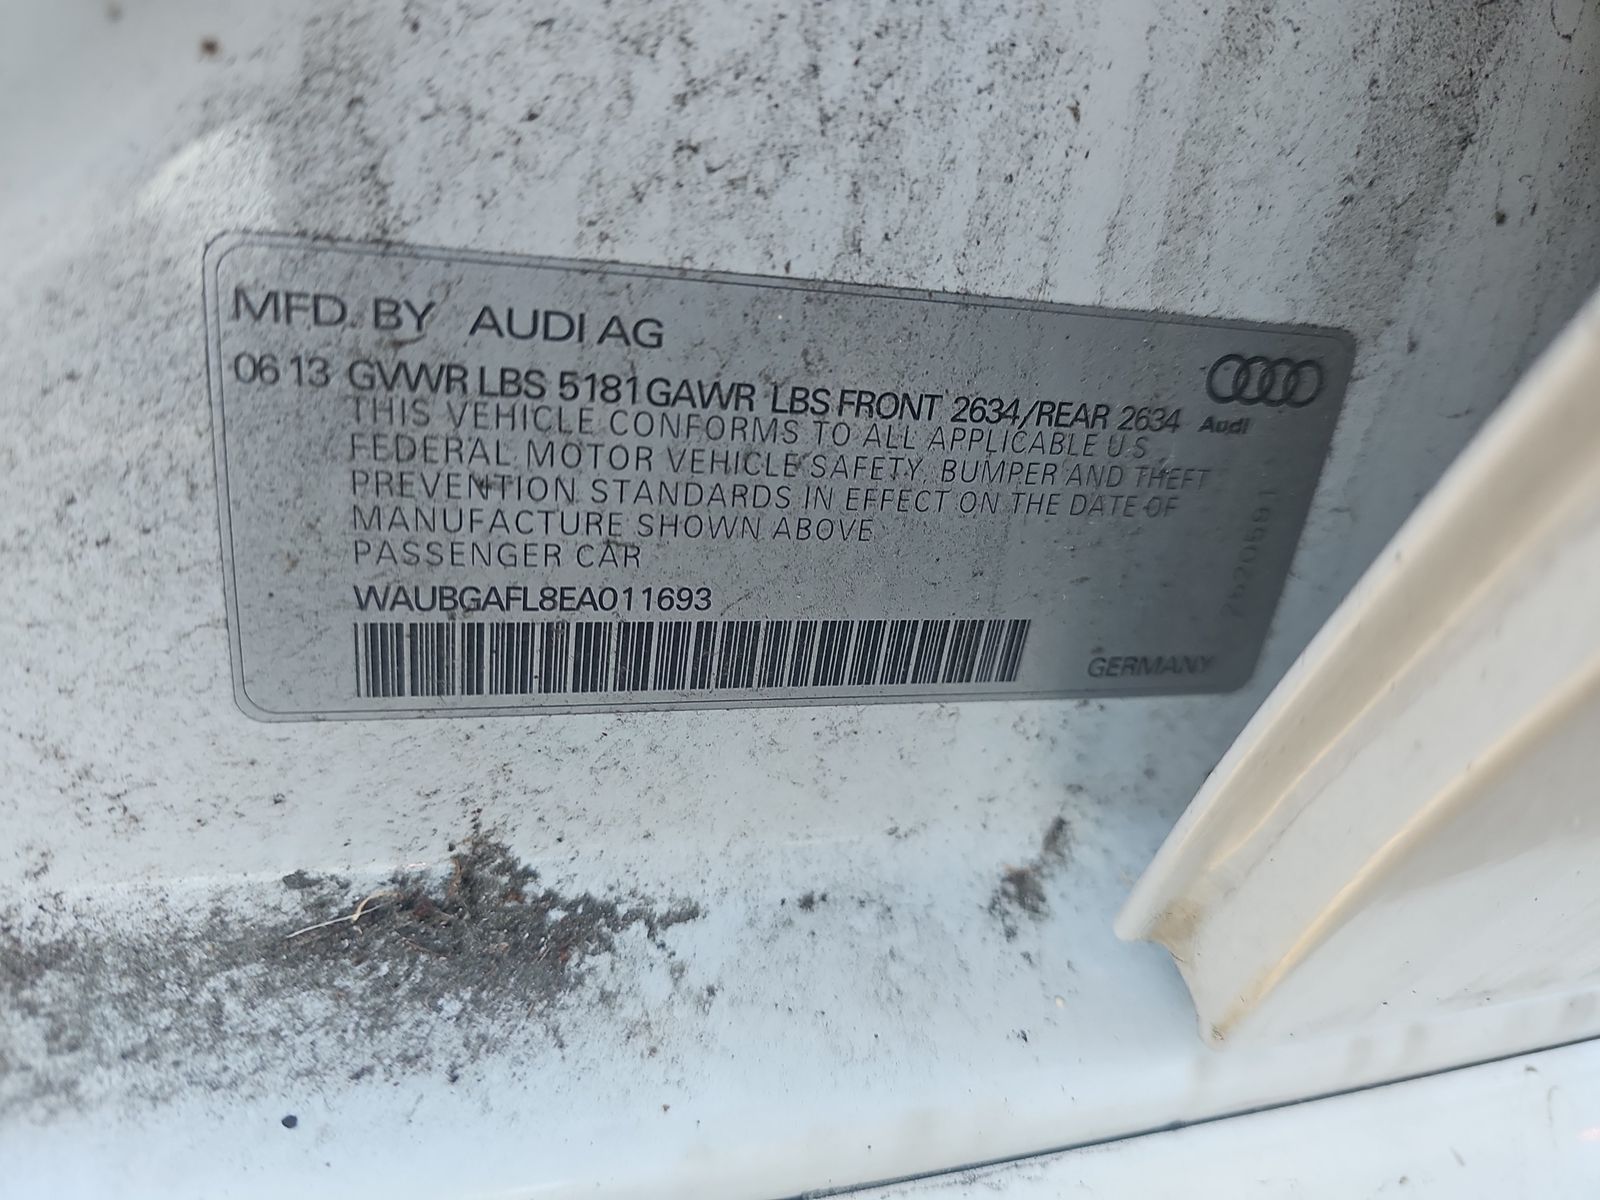 MFD. BY AUDI AG
06 13 GVWR LBS 5181 GAWR LBS FRONT 2634/REAR 2634
Audi
THIS VEHICLE CONFORMS TO ALL APPLICABLE U.S.
FEDERAL MOTOR VEHICLE SAFETY, BUMPER AND THEFT
PREVENTION STANDARDS IN EFFECT ON THE DATE OF
MANUFACTURE SHOWN ABOVE
PASSENGER CAR
WAUBGAFL8EA011693
GERMANY